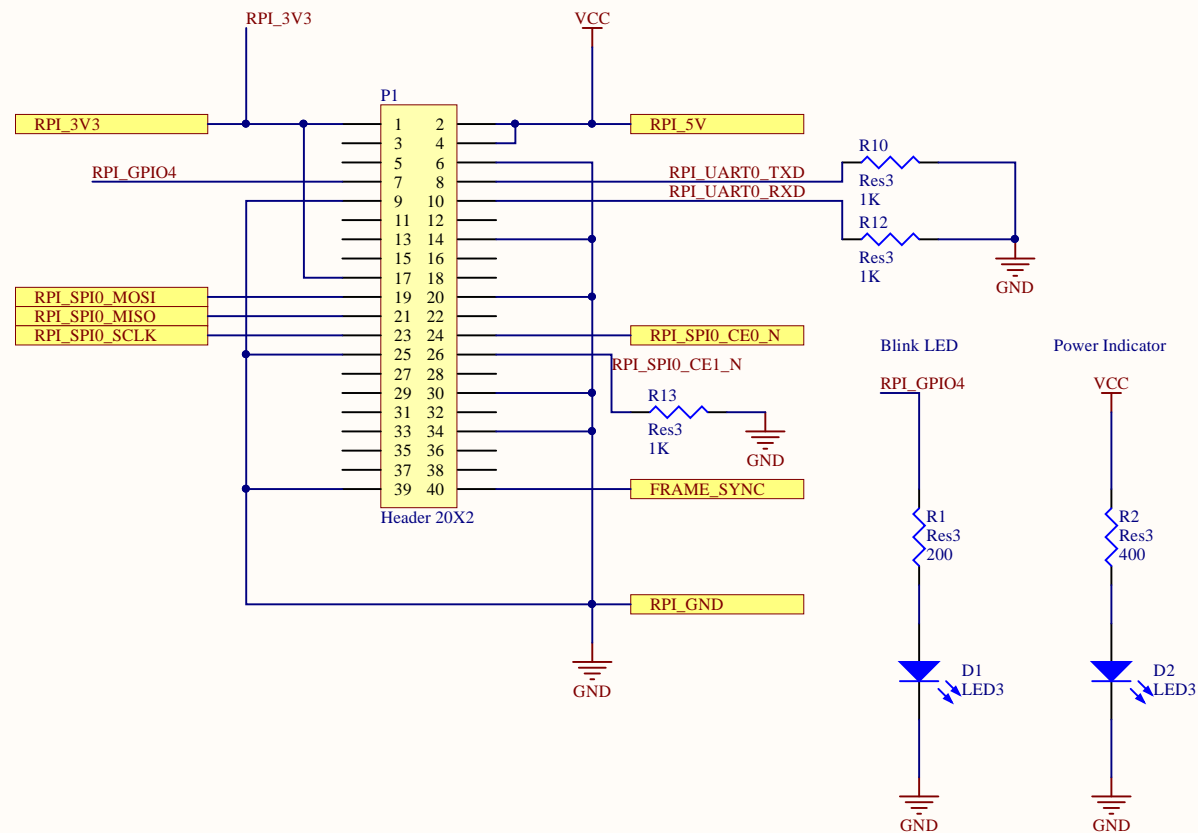 RPI_3V3
VCC
P1
RPI_3V3
1 2
RPI_5V
3 4
5 6
R10
RPI_GPIO4
7 8
RPI_UART0_TXD
Res3
1K
9 10
RPI_UART0_RXD
11 12
R12
13 14
15 16
Res3
1K
17 18
GND
RPI_SPI0_MOSI
19 20
RPI_SPI0_MISO
21 22
RPI_SPI0_SCLK
23 24
RPI_SPI0_CE0_N
Blink LED
Power Indicator
25 26
RPI_SPI0_CE1_N
27 28
RPI_GPIO4
VCC
29 30
R13
31 32
Res3
1K
33 34
GND
35 36
37 38
39 40
FRAME_SYNC
Header 20X2
R1
Res3
200
R2
Res3
400
RPI_GND
GND
D1
LED3
D2
LED3
GND
GND